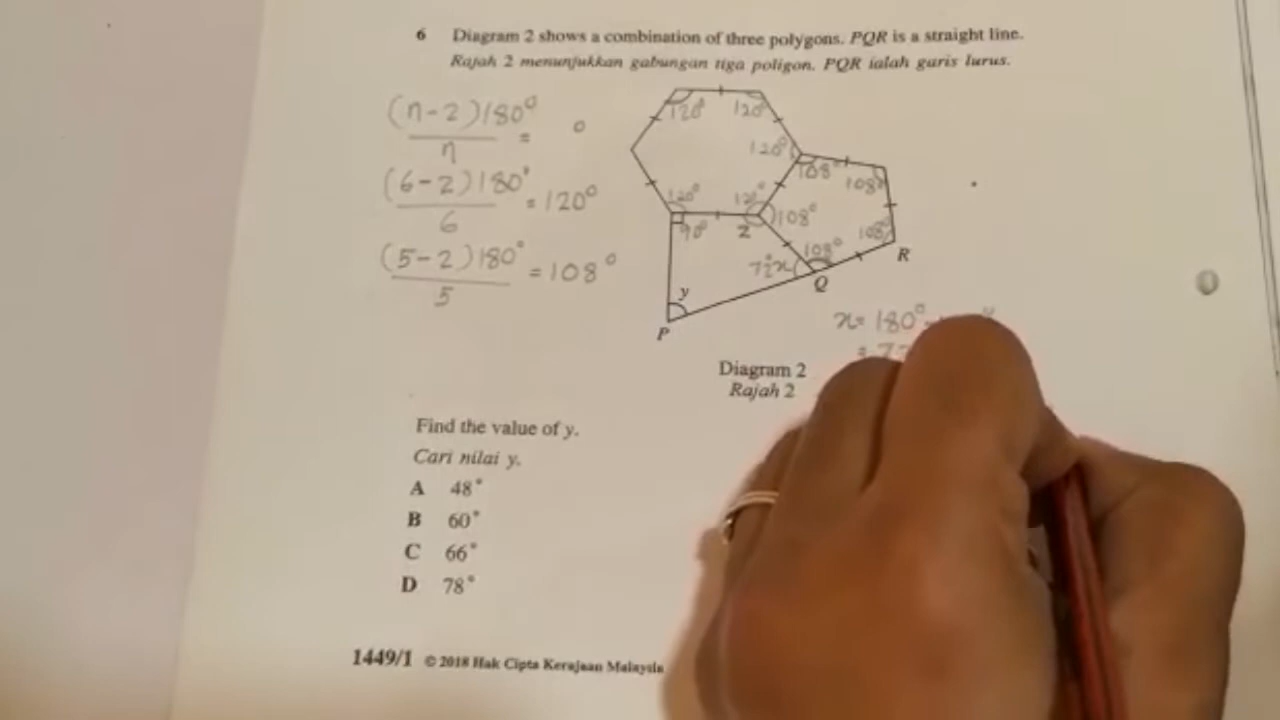 6 Diagram 2 shows a combination of three polygons. PQR is a straight line.
Rajah 2 menunjukkan gabungan tiga poligon. PQR ialah garis lurus.
(n-2)180° = °
n
(6-2)180° = 120°
6
(5-2)180° = 108°
5
120° 120°
120°
108° 108°
120° 120°
90° z 108°
108° 108°
72° x
R
Q
y
P
x = 180°
= 7
Diagram 2
Rajah 2
Find the value of y.
Cari nilai y.
A 48°
B 60°
C 66°
D 78°
1449/1 © 2018 Hak Cipta Kerajaan Malaysia